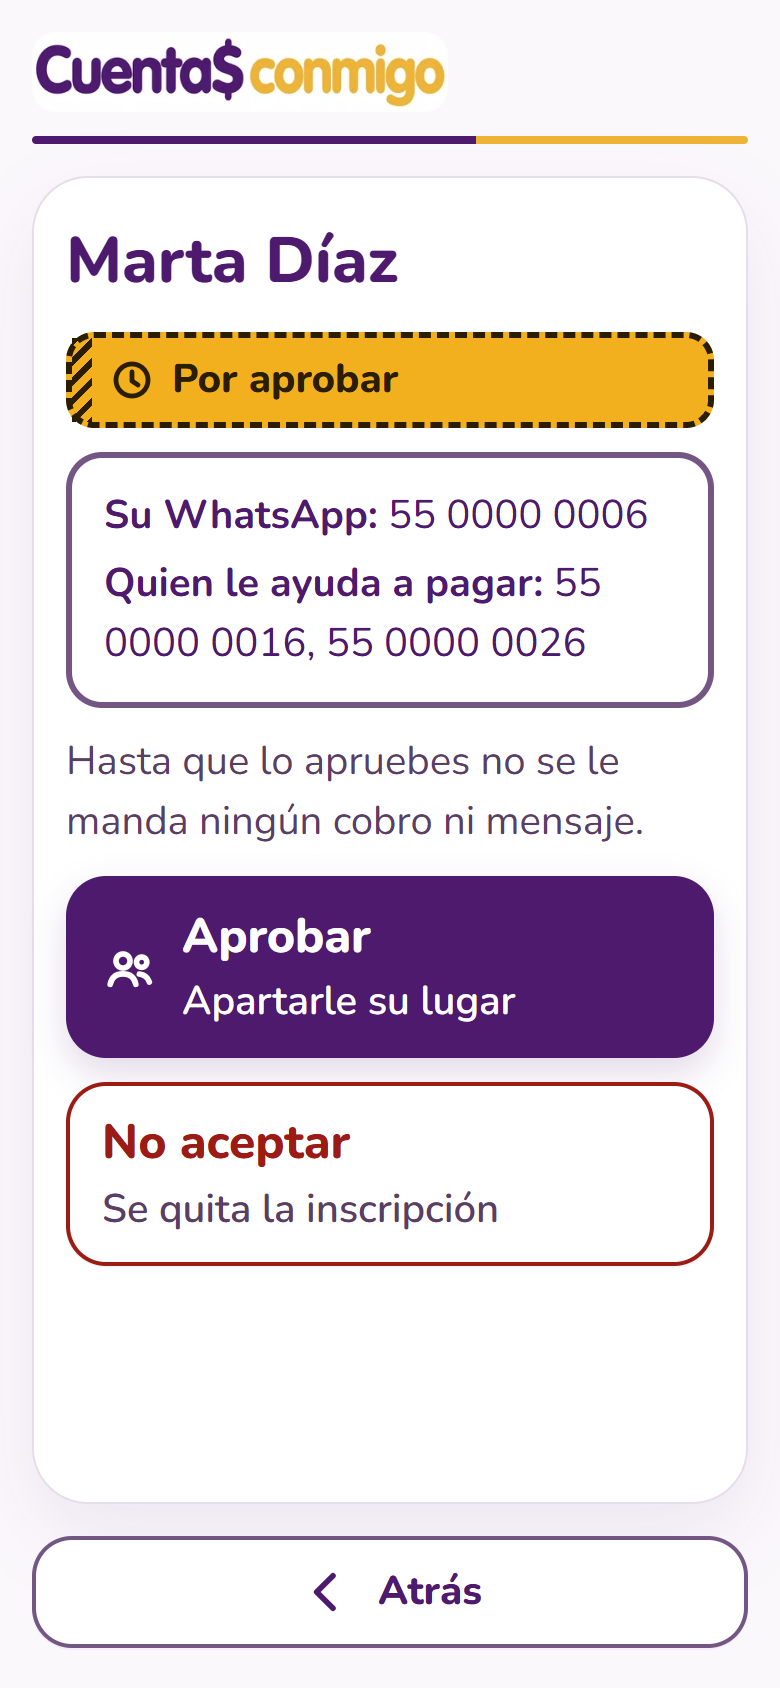 Cuenta$ conmigo
Marta Díaz
Por aprobar
Su WhatsApp: 55 0000 0006
Quien le ayuda a pagar: 55
0000 0016, 55 0000 0026
Hasta que lo apruebes no se le
manda ningún cobro ni mensaje.
Aprobar
Apartarle su lugar
No aceptar
Se quita la inscripción
Atrás